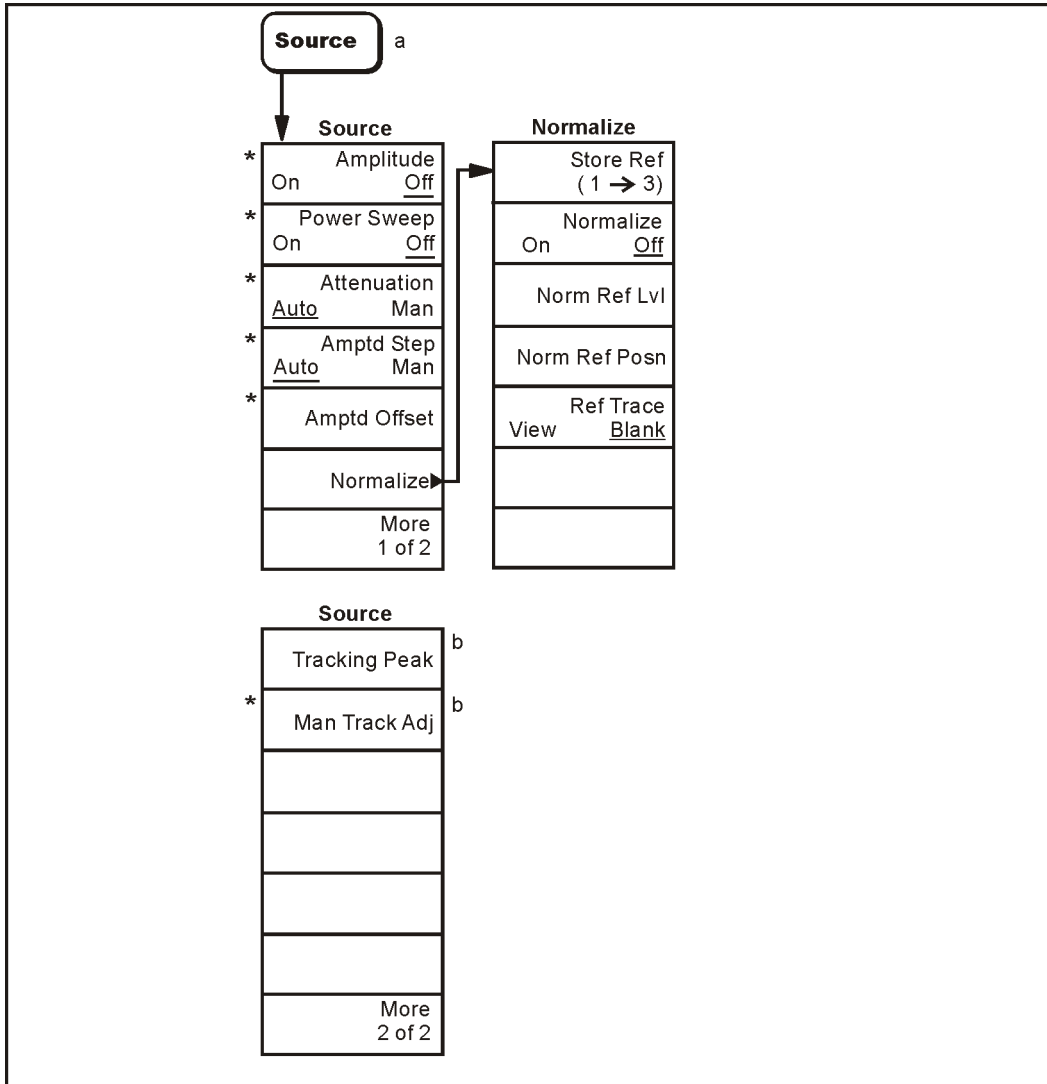 Source a
Source
* Amplitude
On Off
* Power Sweep
On Off
* Attenuation
Auto Man
* Amptd Step
Auto Man
* Amptd Offset
Normalize
More
1 of 2
Normalize
Store Ref
( 1 → 3)
Normalize
On Off
Norm Ref Lvl
Norm Ref Posn
Ref Trace
View Blank
Source
Tracking Peak b
* Man Track Adj b
More
2 of 2